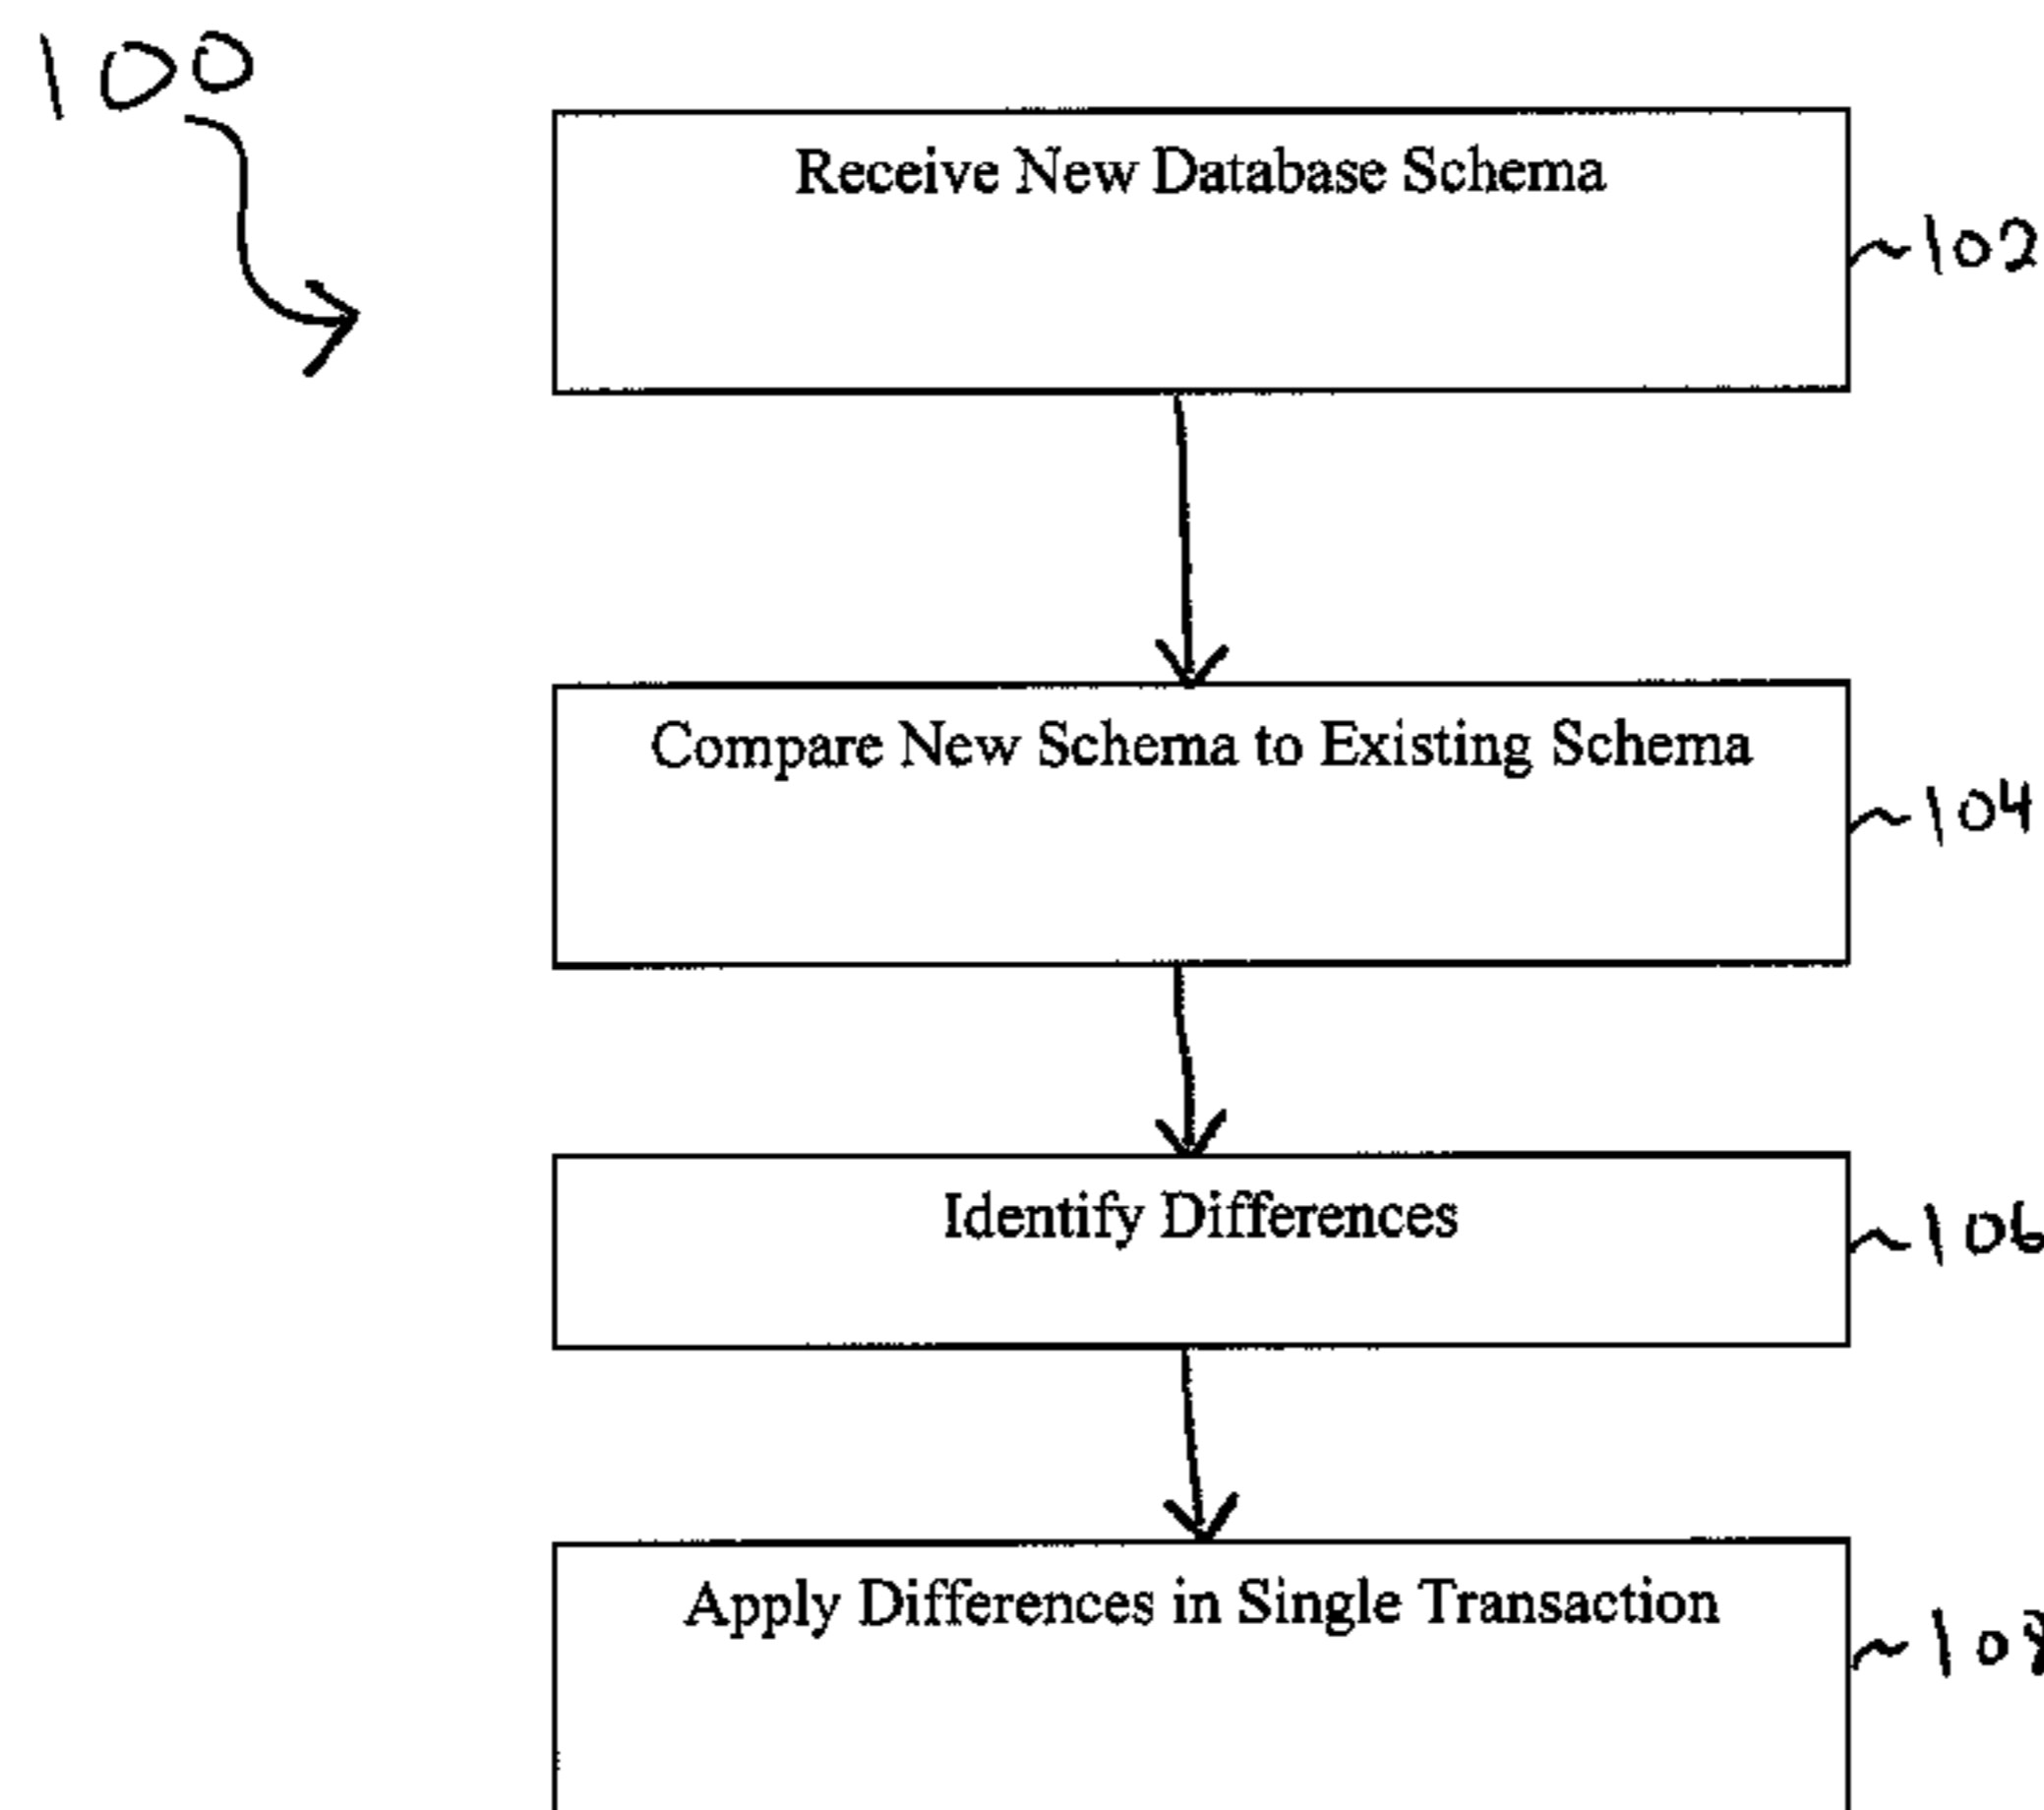 100
Receive New Database Schema
102
Compare New Schema to Existing Schema
104
Identify Differences
106
Apply Differences in Single Transaction
108